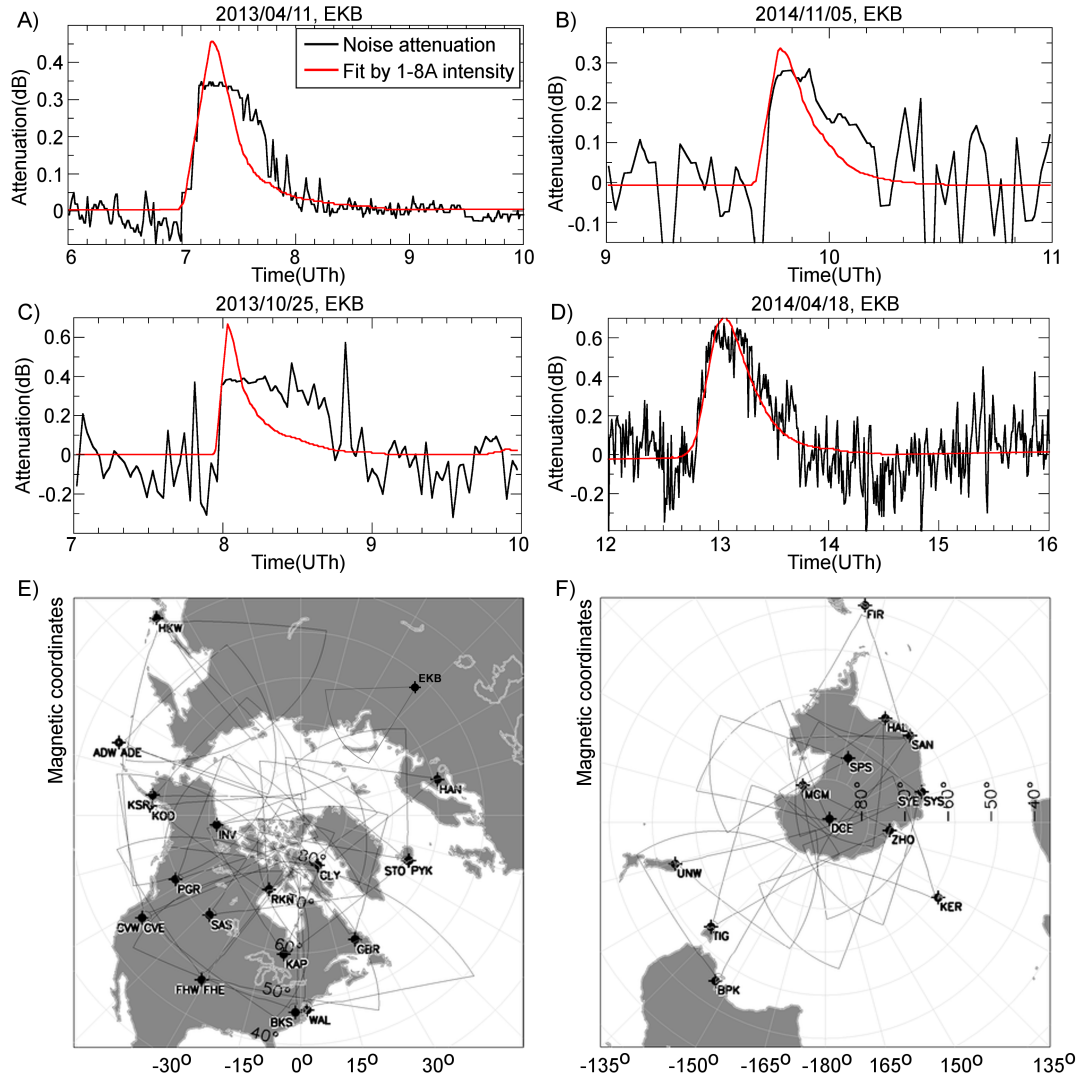 A) 2013/04/11, EKB
Noise attenuation
Fit by 1-8A intensity
Attenuation(dB)
0.4
0.3
0.2
0.1
0
6 7 8 9 10
Time(UTh)
B) 2014/11/05, EKB
Attenuation(dB)
0.3
0.2
0.1
0
-0.1
9 10 11
Time(UTh)
C) 2013/10/25, EKB
Attenuation(dB)
0.6
0.4
0.2
0
-0.2
7 8 9 10
Time(UTh)
D) 2014/04/18, EKB
Attenuation(dB)
0.6
0.4
0.2
0
-0.2
12 13 14 15 16
Time(UTh)
E)
Magnetic coordinates
HKW
EKB
ADW ADE
HAN
KSR
KOD
INV
80°
CLY
STO PYK
PGR
RKN
70°
CVW CVE
SAS
GBR
60°
KAP
FHW FHE
50°
BKS WAL
40°
-30° -15° 0° 15° 30°
F)
Magnetic coordinates
FIR
HAL
SAN
SPS
MCM
SYE SYS
-80° -70° -60° -50° -40°
DCE
ZHO
UNW
KER
TIG
BPK
-135° -150° -165° -180° 165° 150° 135°